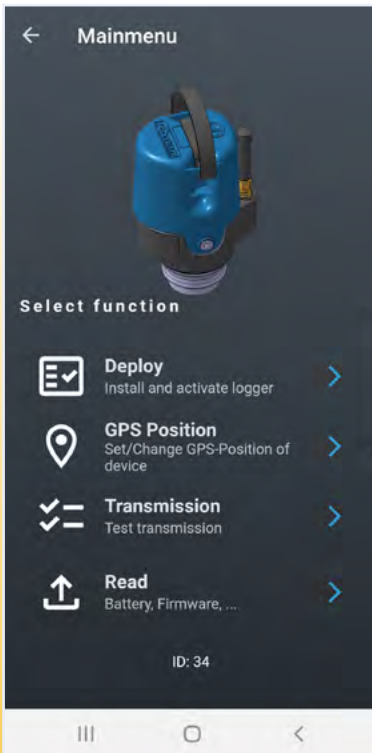 Mainmenu
Select function
Deploy
Install and activate logger
GPS Position
Set/Change GPS-Position of
device
Transmission
Test transmission
Read
Battery, Firmware, ...
ID: 34